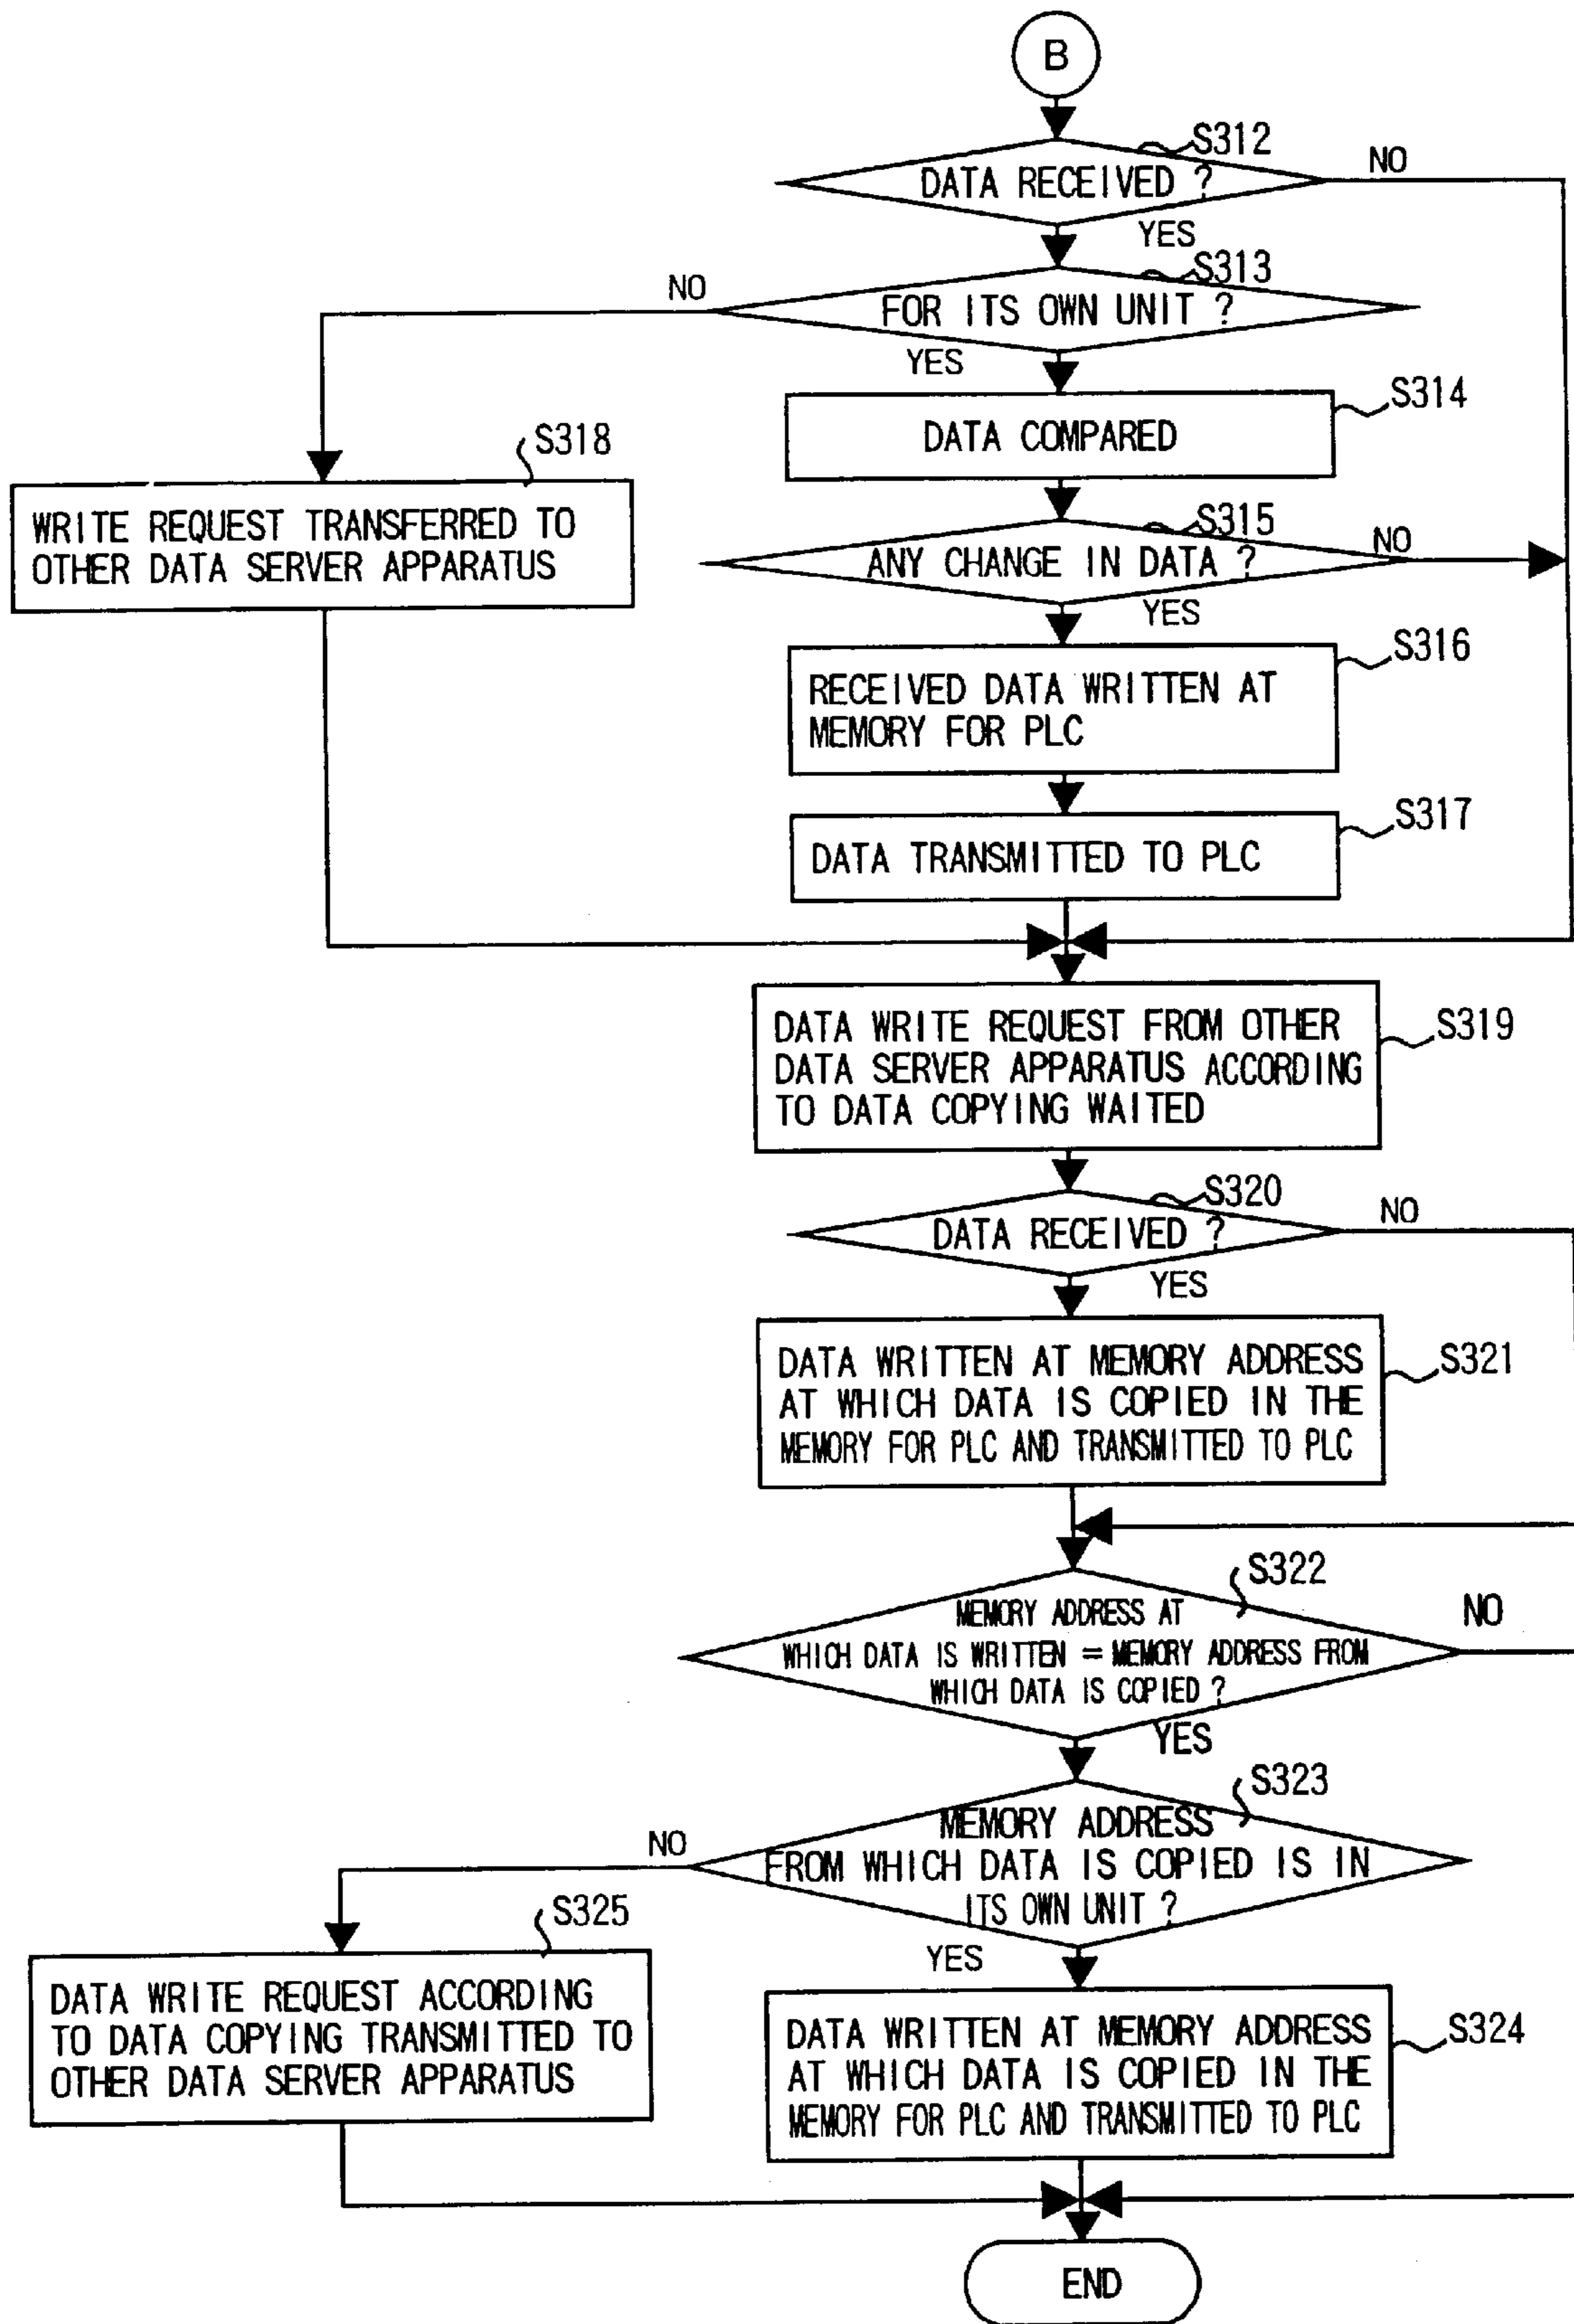 B
S312
DATA RECEIVED ?
NO
YES
S313
FOR ITS OWN UNIT ?
NO
YES
S314
DATA COMPARED
S318
WRITE REQUEST TRANSFERRED TO
OTHER DATA SERVER APPARATUS
S315
ANY CHANGE IN DATA ?
NO
YES
S316
RECEIVED DATA WRITTEN AT
MEMORY FOR PLC
S317
DATA TRANSMITTED TO PLC
S319
DATA WRITE REQUEST FROM OTHER
DATA SERVER APPARATUS ACCORDING
TO DATA COPYING WAITED
S320
DATA RECEIVED ?
NO
YES
S321
DATA WRITTEN AT MEMORY ADDRESS
AT WHICH DATA IS COPIED IN THE
MEMORY FOR PLC AND TRANSMITTED TO PLC
S322
MEMORY ADDRESS AT
WHICH DATA IS WRITTEN = MEMORY ADDRESS FROM
WHICH DATA IS COPIED ?
NO
YES
S323
MEMORY ADDRESS
FROM WHICH DATA IS COPIED IS IN
ITS OWN UNIT ?
NO
YES
S325
DATA WRITE REQUEST ACCORDING
TO DATA COPYING TRANSMITTED TO
OTHER DATA SERVER APPARATUS
S324
DATA WRITTEN AT MEMORY ADDRESS
AT WHICH DATA IS COPIED IN THE
MEMORY FOR PLC AND TRANSMITTED TO PLC
END